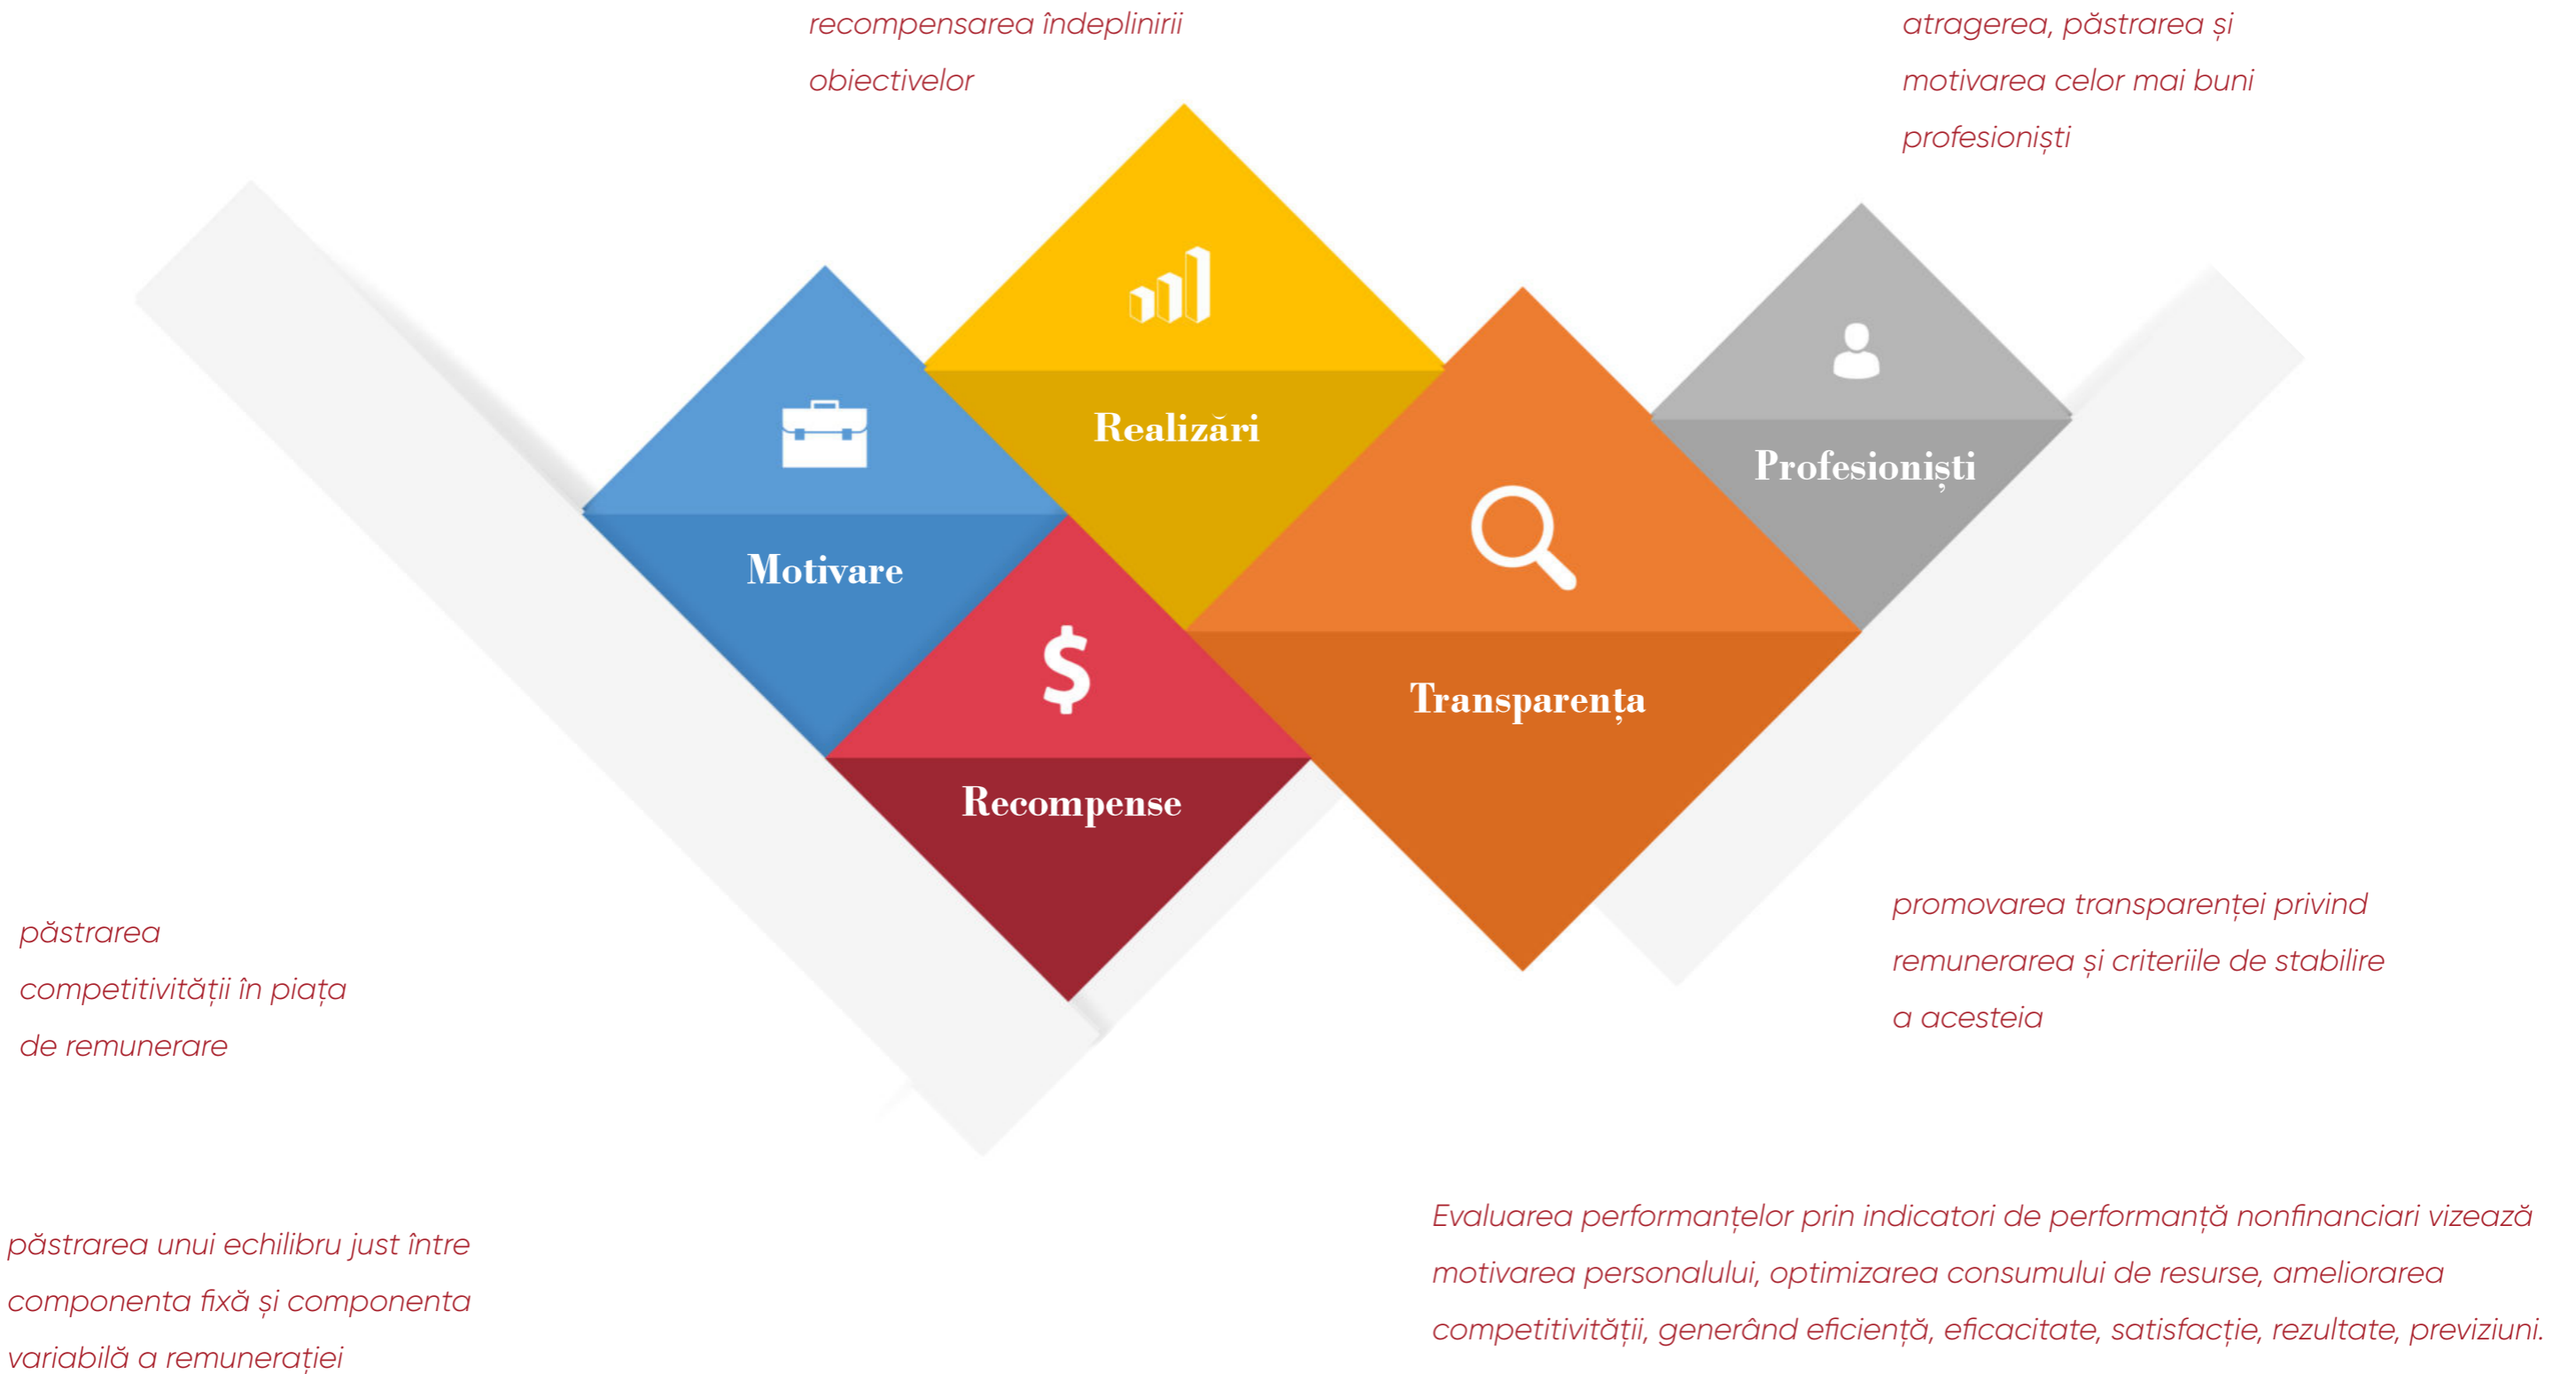 recompensarea îndeplinirii
obiectivelor
atragerea, păstrarea și
motivarea celor mai buni
profesioniști
Realizări
Profesioniști
Motivare
Transparența
Recompense
păstrarea
competitivității în piața
de remunerare
promovarea transparenței privind
remunerarea și criteriile de stabilire
a acesteia
păstrarea unui echilibru just între
componenta fixă și componenta
variabilă a remunerației
Evaluarea performanțelor prin indicatori de performanță nonfinanciari vizează
motivarea personalului, optimizarea consumului de resurse, ameliorarea
competitivității, generând eficiență, eficacitate, satisfacție, rezultate, previziuni.